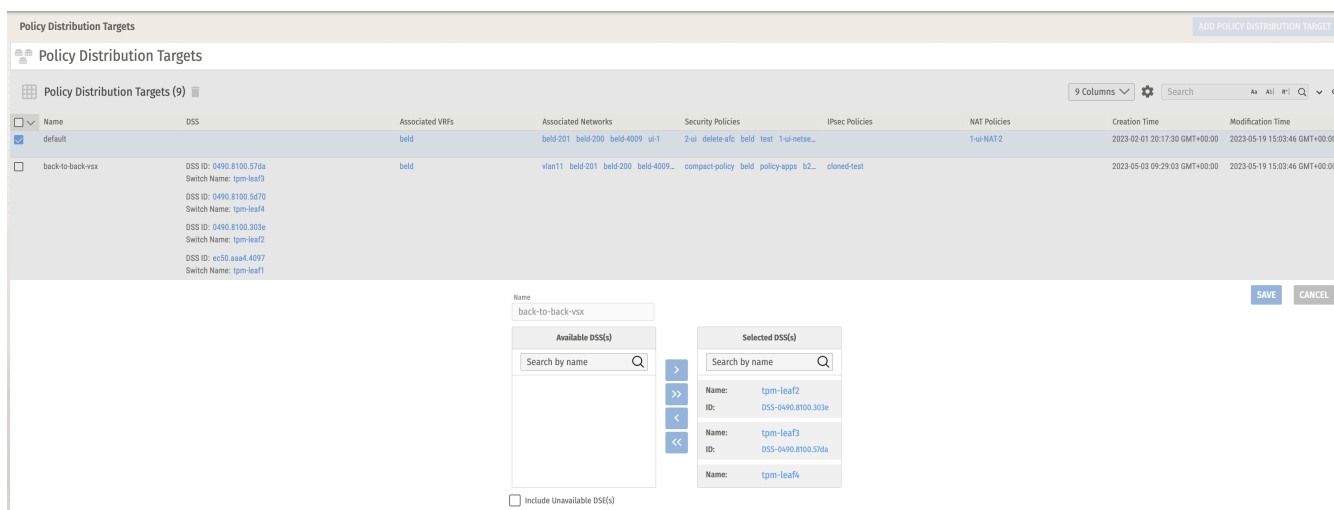 Policy Distribution Targets
ADD POLICY DISTRIBUTION TARGET
Policy Distribution Targets
Policy Distribution Targets (9)
9 Columns
Search
Name DSS Associated VRFs Associated Networks Security Policies IPsec Policies NAT Policies Creation Time Modification Time
default beld beld-201 beld-200 beld-4009 ui-1 2-ui delete-afc beld test 1-ui-netse... 1-ui-NAT-2 2023-02-01 20:17:30 GMT+00:00 2023-05-19 15:03:46 GMT+00:00
back-to-back-vsx DSS ID: 0490.8100.57da beld vlan11 beld-201 beld-200 beld-4009... compact-policy beld policy-apps b2... cloned-test 2023-05-03 09:29:03 GMT+00:00 2023-05-19 15:03:46 GMT+00:00
Switch Name: tpm-leaf3
DSS ID: 0490.8100.5d70
Switch Name: tpm-leaf4
DSS ID: 0490.8100.303e
Switch Name: tpm-leaf2
DSS ID: ec50.aaa4.4097
Switch Name: tpm-leaf1
SAVE CANCEL
Name
back-to-back-vsx
Available DSS(s) Selected DSS(s)
Search by name Search by name
Name: tpm-leaf2
ID: DSS-0490.8100.303e
Name: tpm-leaf3
ID: DSS-0490.8100.57da
Name: tpm-leaf4
Include Unavailable DSE(s)